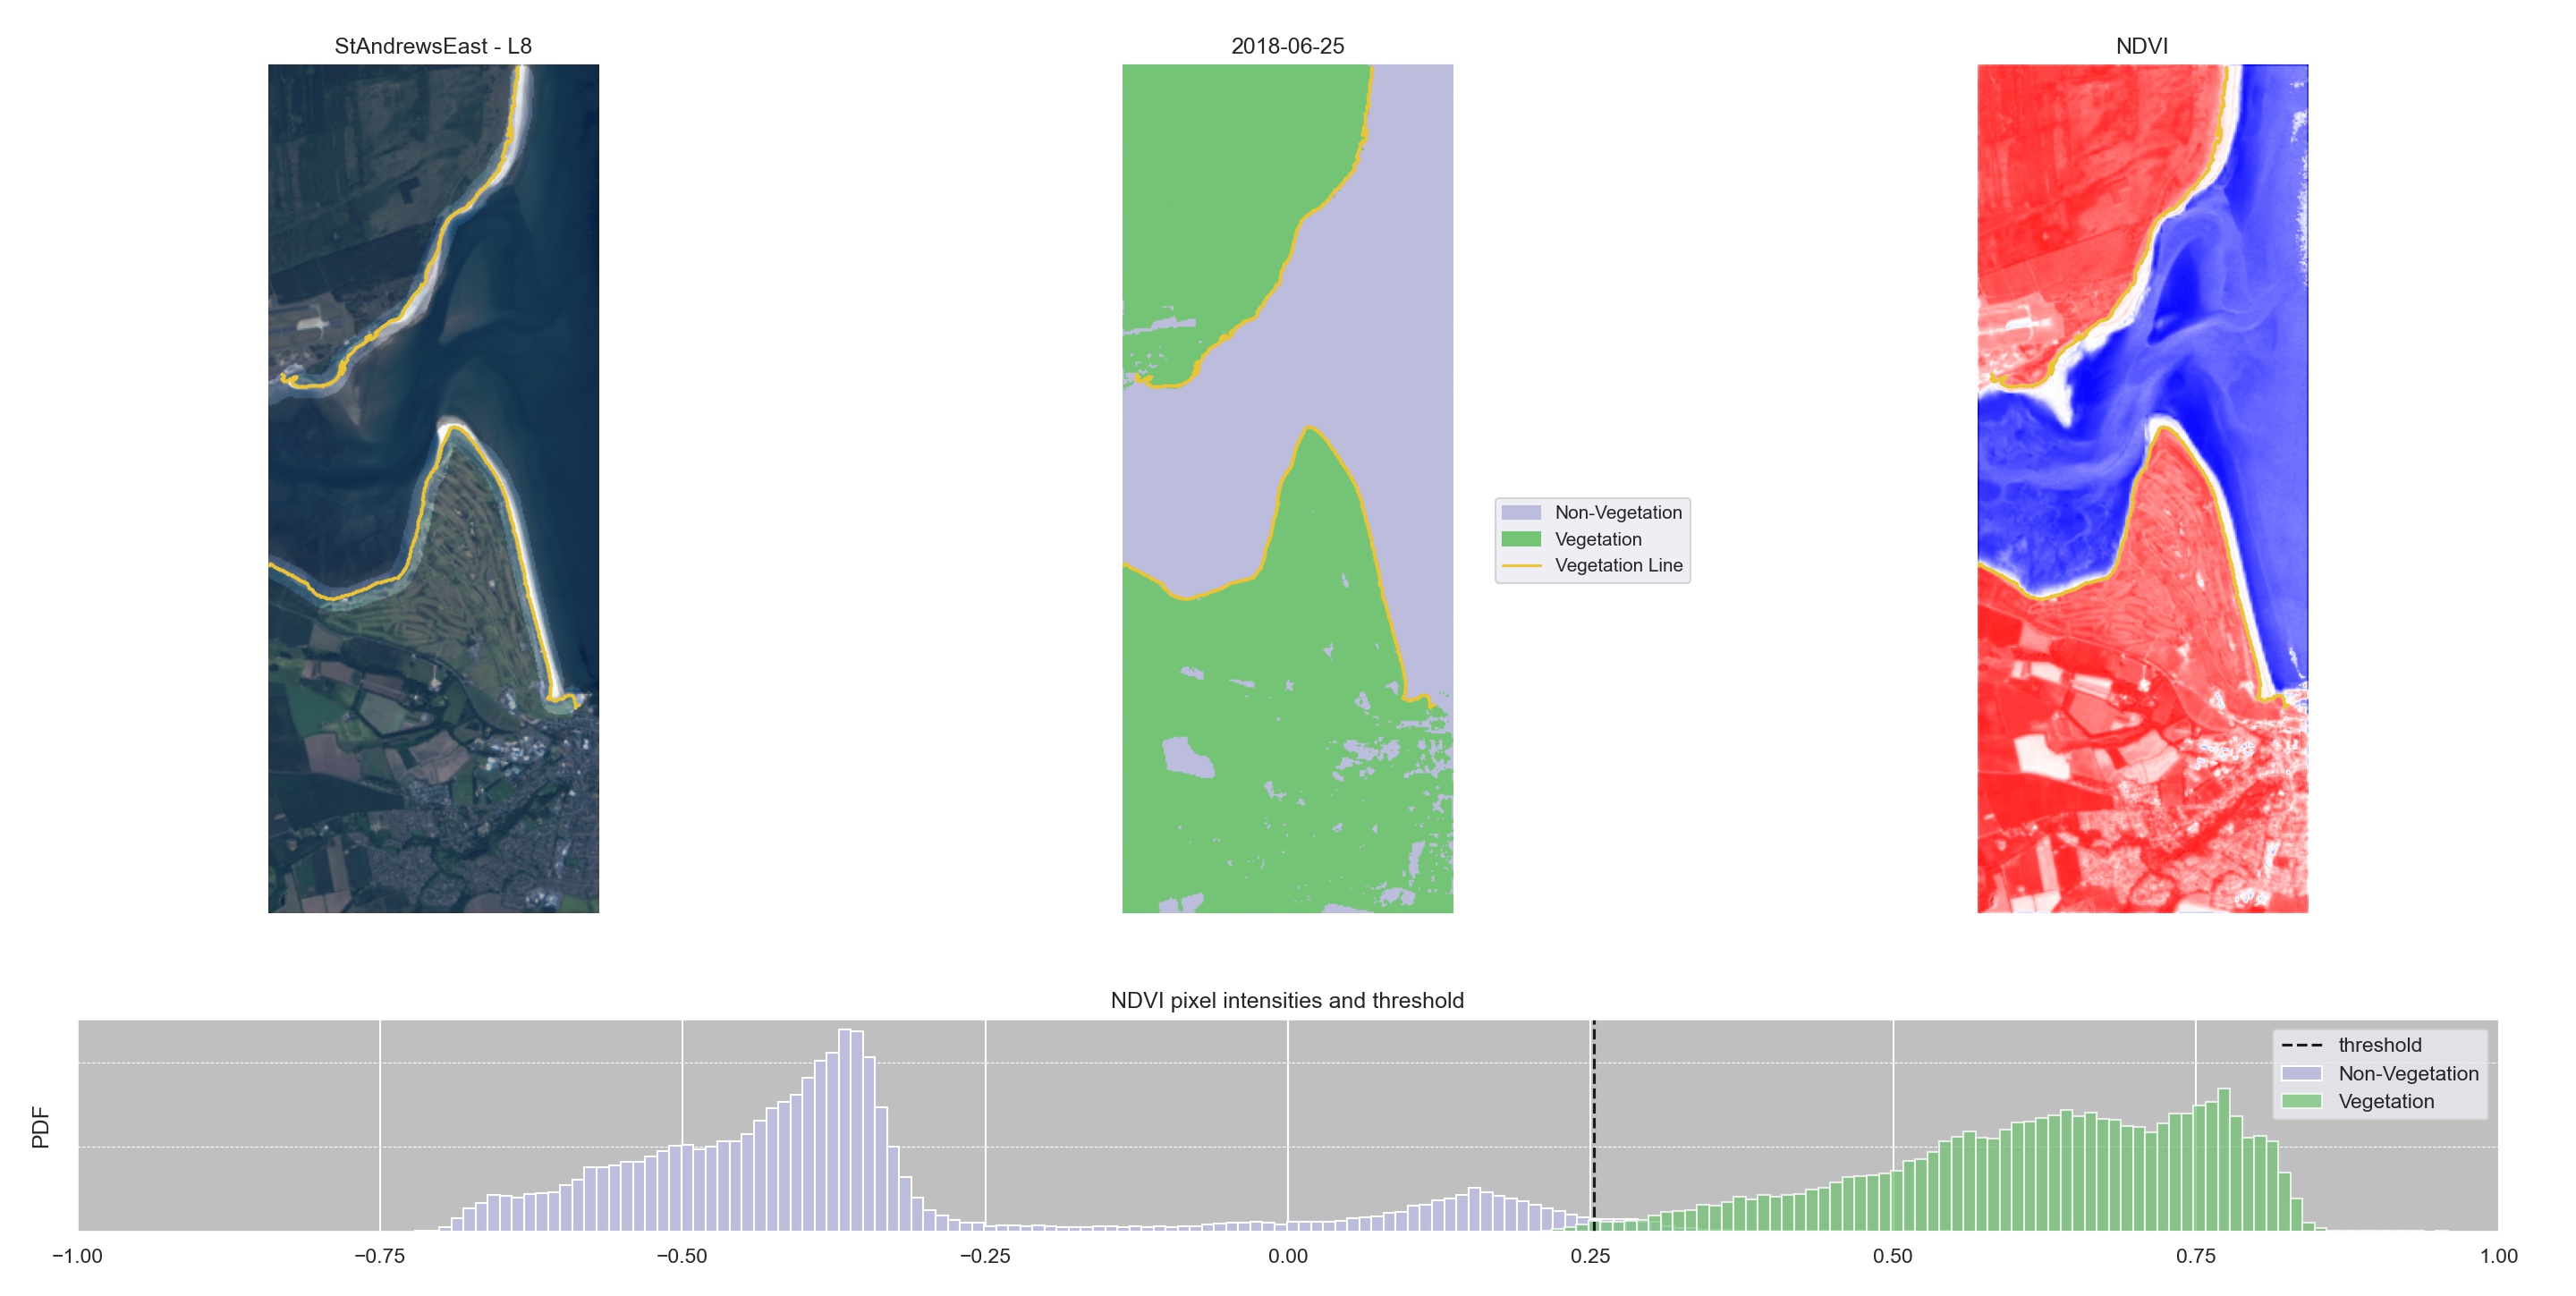 StAndrewsEast - L8
2018-06-25
NDVI
Non-Vegetation
Vegetation
Vegetation Line
NDVI pixel intensities and threshold
PDF
threshold
Non-Vegetation
Vegetation
−1.00 −0.75 −0.50 −0.25 0.00 0.25 0.50 0.75 1.00